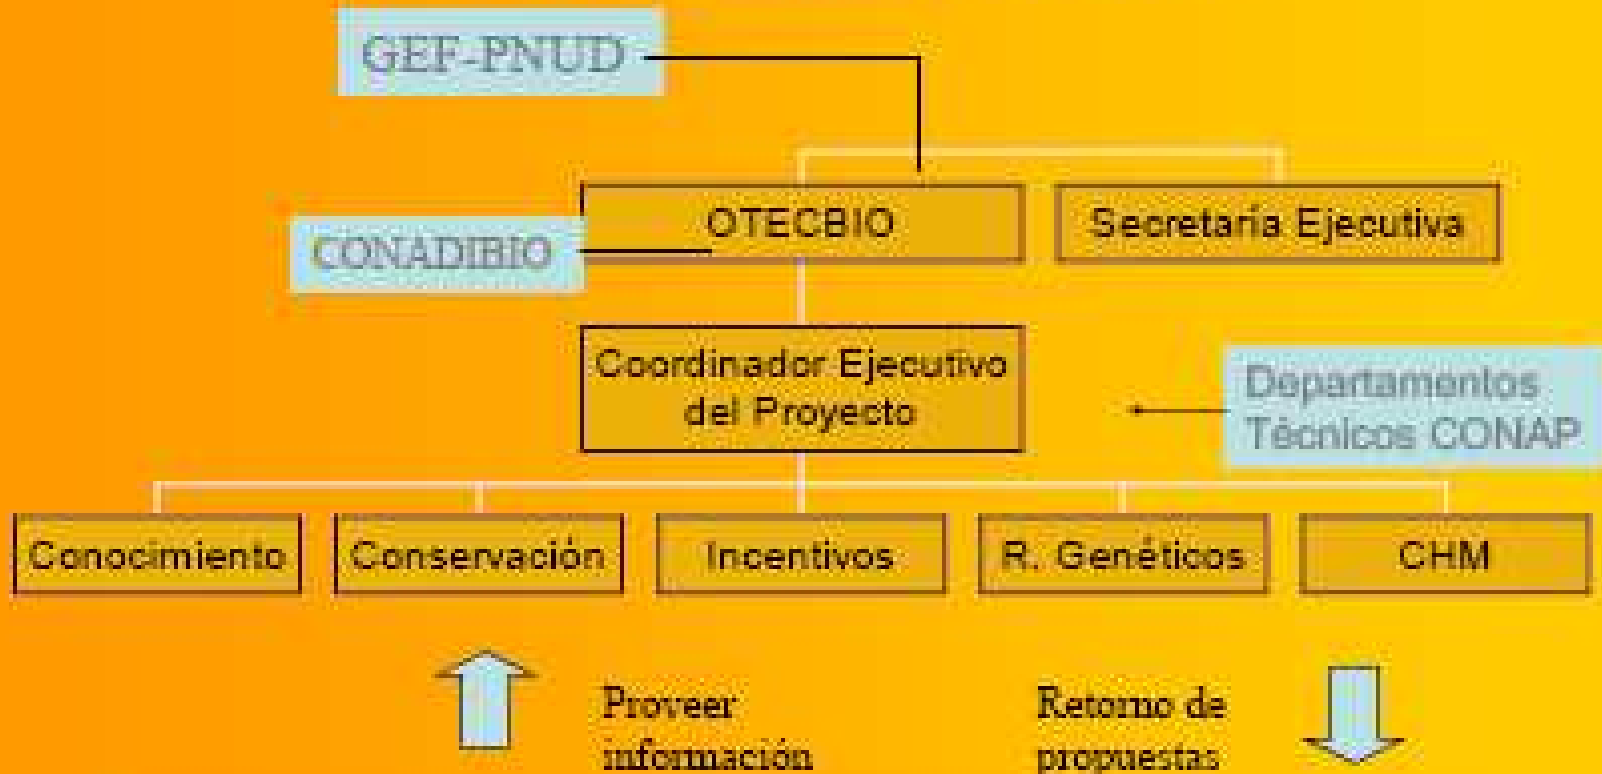 GEF-PNUD
OTECBIO
Secretaría Ejecutiva
CONADIBIO
Coordinador Ejecutivo
del Proyecto
Departamentos
Técnicos CONAP
Conocimiento
Conservación
Incentivos
R. Genéticos
CHM
Proveer
información
Retorno de
propuestas